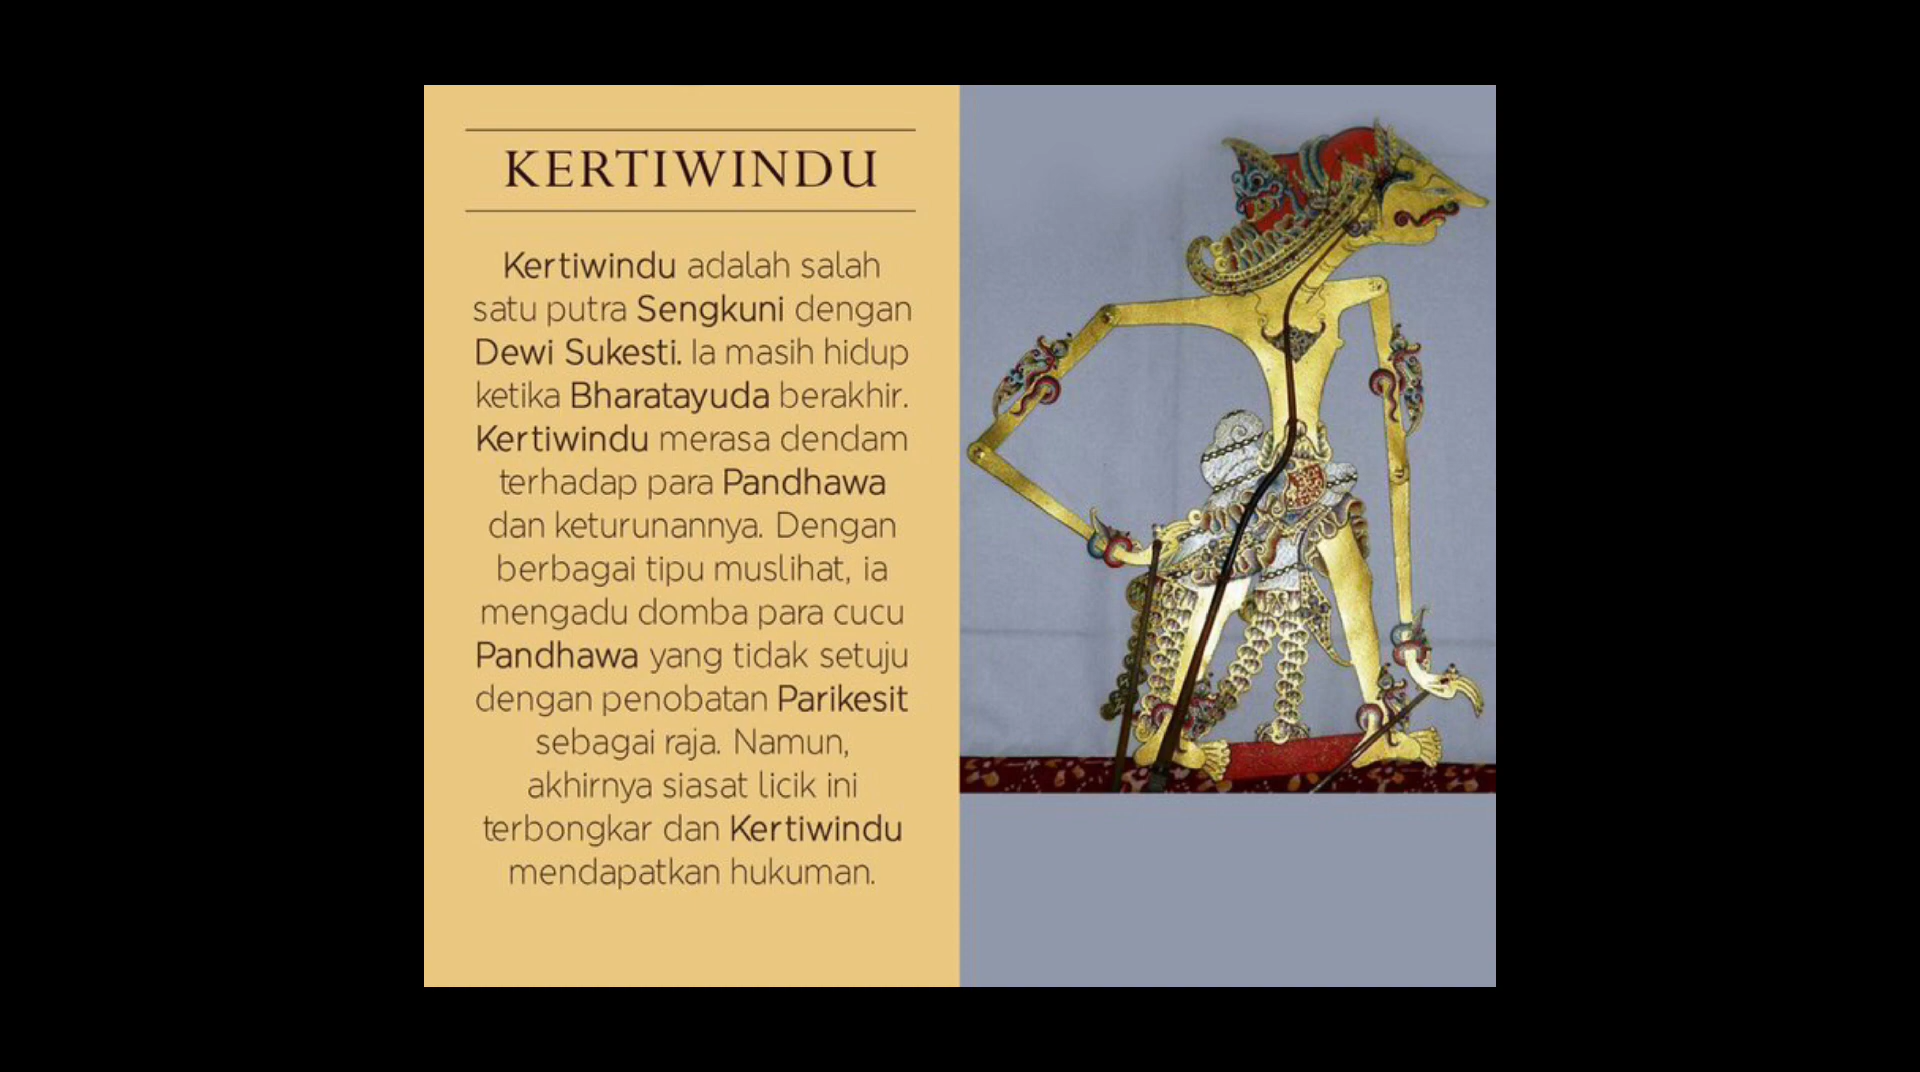 KERTIWINDU
Kertiwindu adalah salah
satu putra Sengkuni dengan
Dewi Sukesti. Ia masih hidup
ketika Bharatayuda berakhir.
Kertiwindu merasa dendam
terhadap para Pandhawa
dan keturunannya. Dengan
berbagai tipu muslihat, ia
mengadu domba para cucu
Pandhawa yang tidak setuju
dengan penobatan Parikesit
sebagai raja. Namun,
akhirnya siasat licik ini
terbongkar dan Kertiwindu
mendapatkan hukuman.